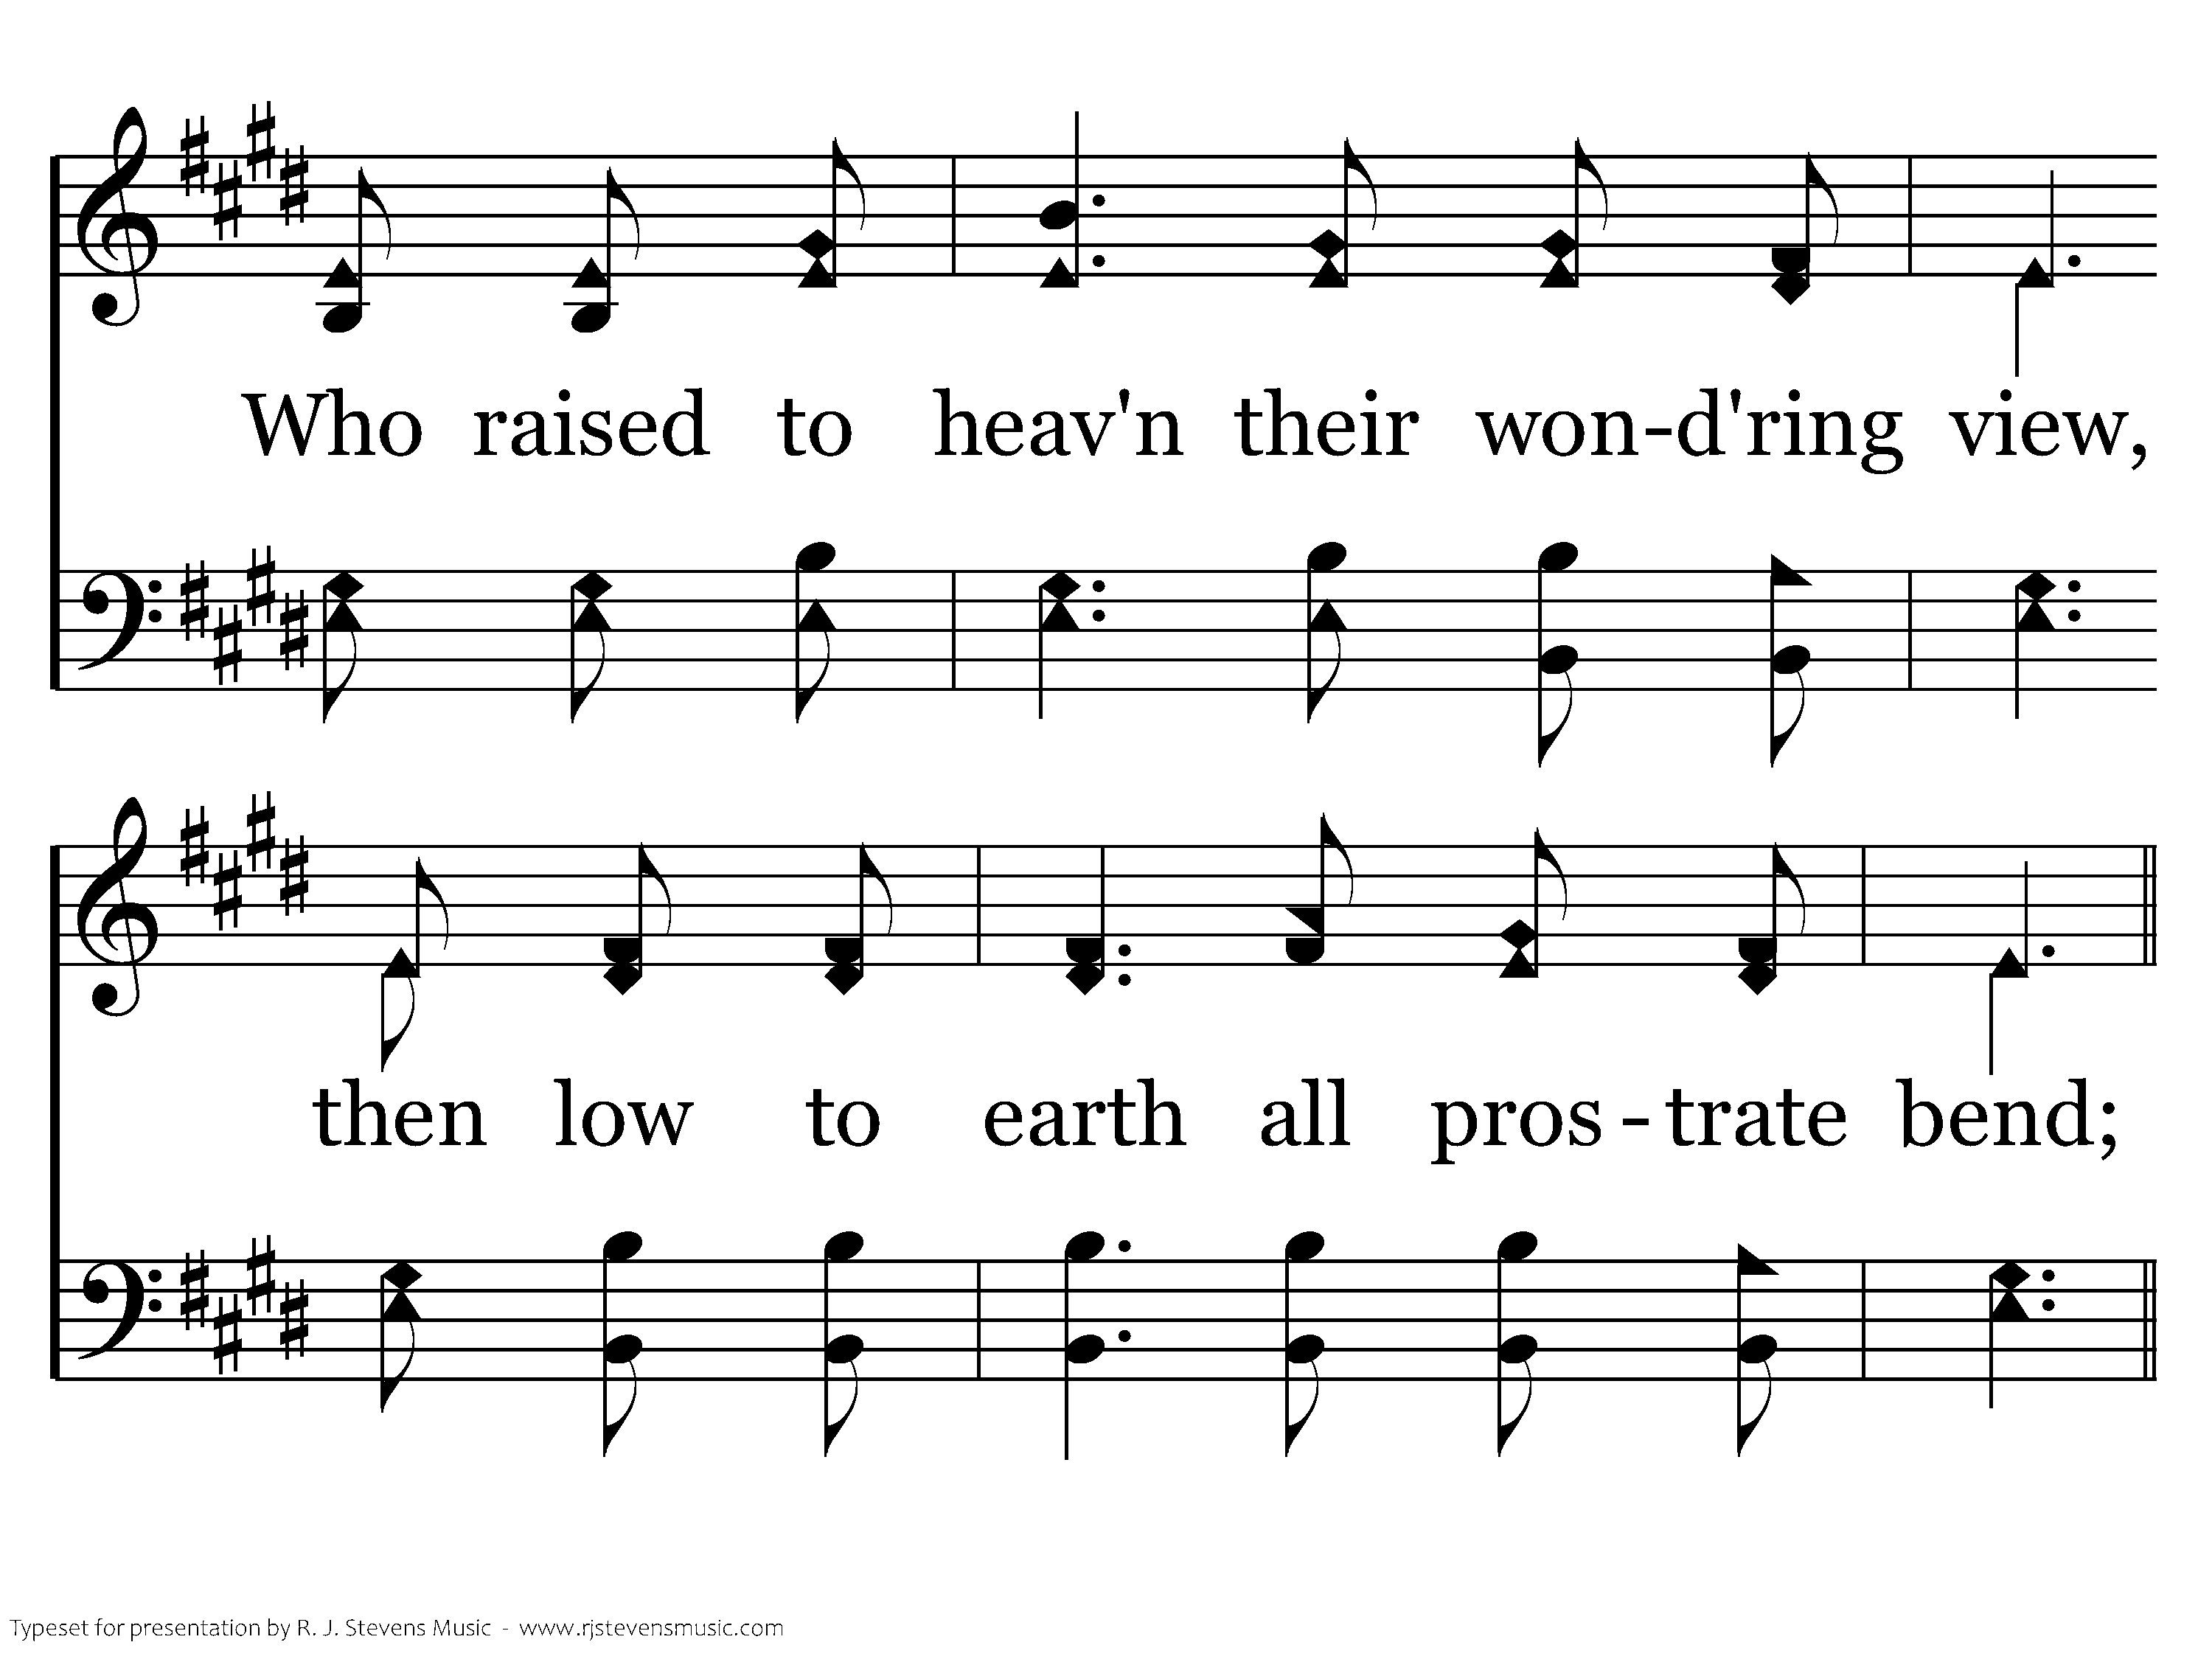 Who raised to heav'n their won-d'ring view,
then low to earth all pros - trate bend;
Typeset for presentation by R. J. Stevens Music - www.rjstevensmusic.com